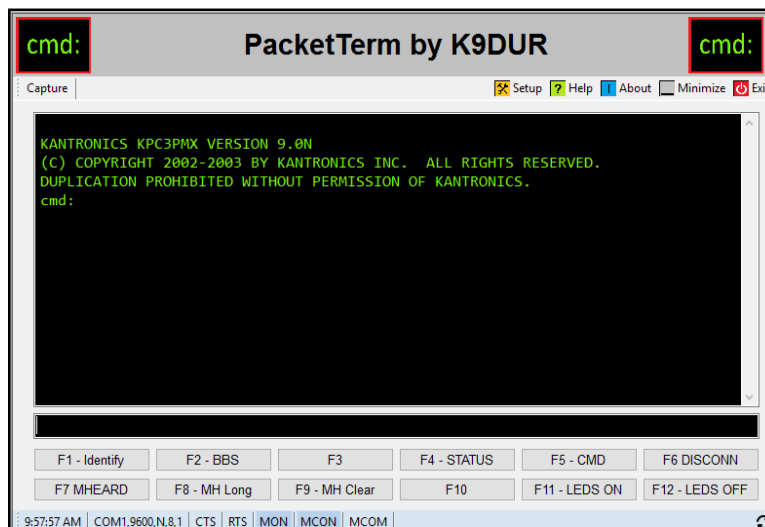 cmd: PacketTerm by K9DUR cmd:
Capture Setup ? Help About Minimize Exi
KANTRONICS KPC3PMX VERSION 9.0N
(C) COPYRIGHT 2002-2003 BY KANTRONICS INC. ALL RIGHTS RESERVED.
DUPLICATION PROHIBITED WITHOUT PERMISSION OF KANTRONICS.
cmd:
F1 - Identify F2 - BBS F3 F4 - STATUS F5 - CMD F6 DISCONN
F7 MHEARD F8 - MH Long F9 - MH Clear F10 F11 - LEDS ON F12 - LEDS OFF
9:57:57 AM COM1,9600,N,8,1 CTS RTS MON MCON MCOM